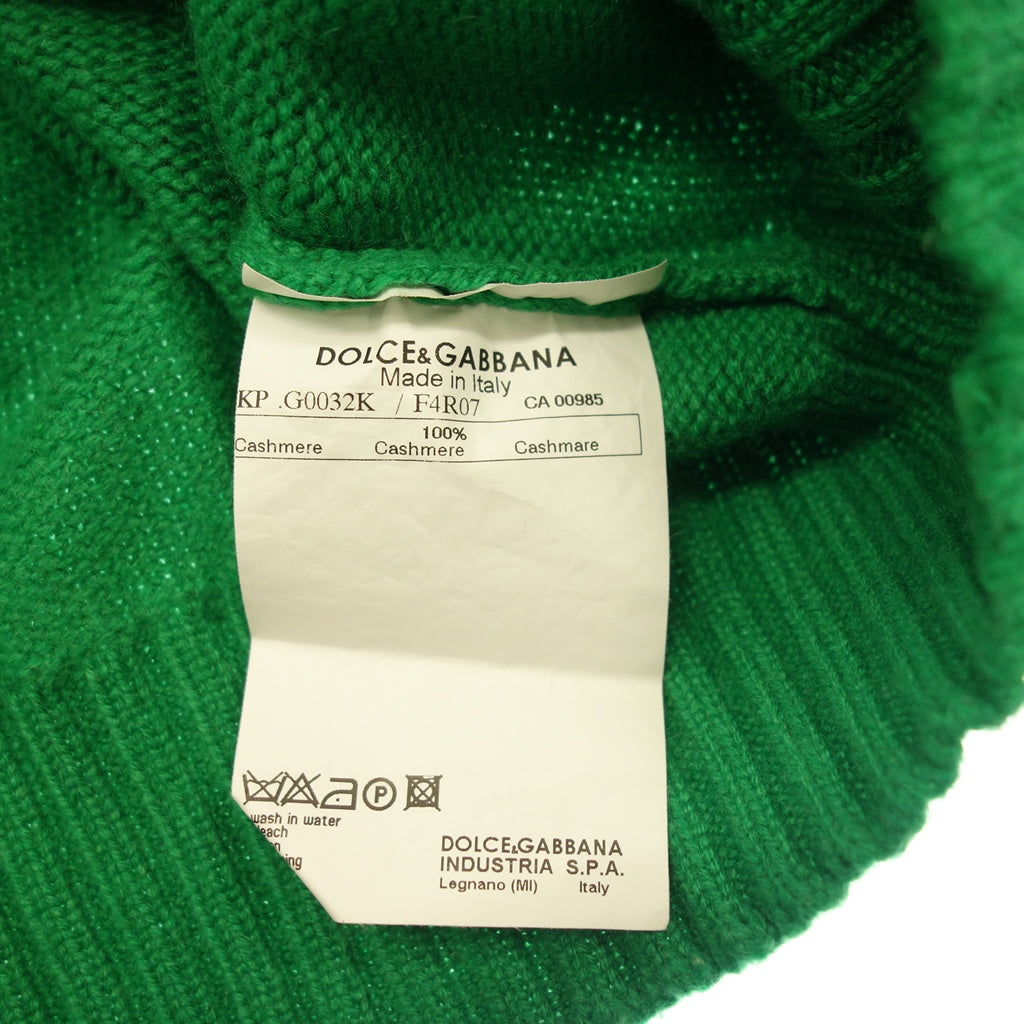 DOLCE&GABBANA
Made in Italy
KP .G0032K / F4R07 CA 00985
100%
Cashmere Cashmere Cashmare
P
wash in water
DOLCE&GABBANA
INDUSTRIA S.P.A.
Legnano (MI) Italy